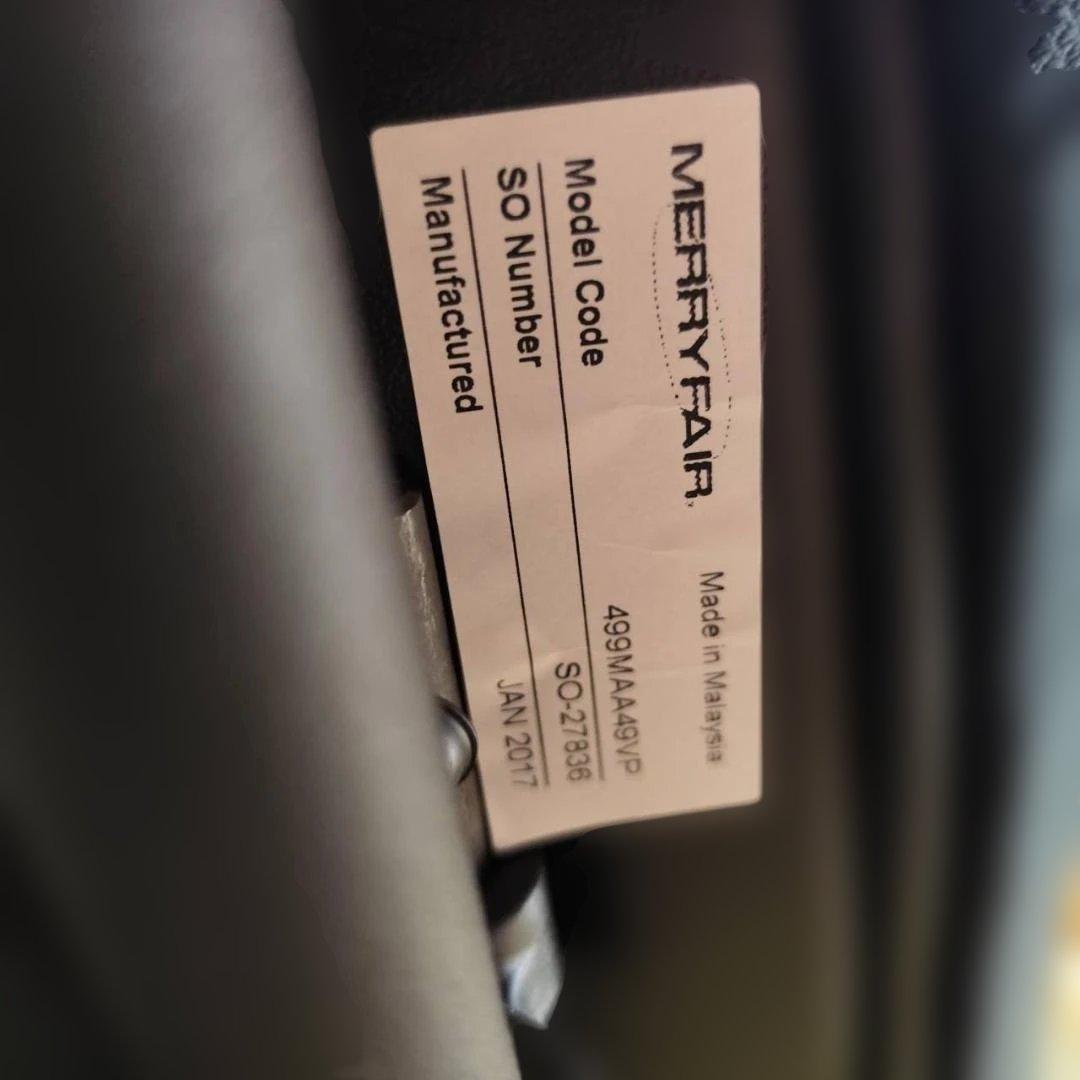 MERRYFAIR. Made in Malaysia
Model Code 499MAA49VP
SO Number SO-27836
Manufactured JAN 2017